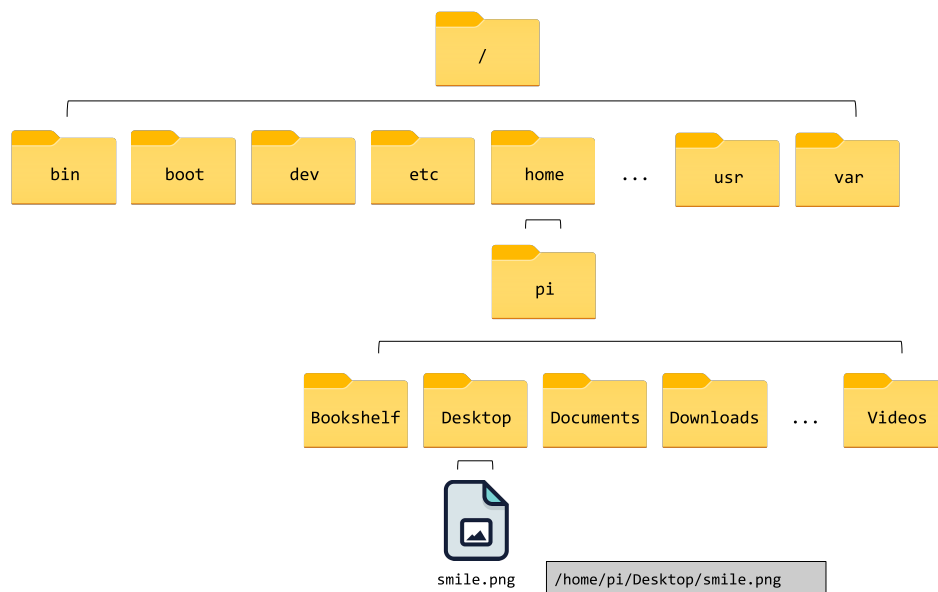 /
bin boot dev etc home ... usr var
pi
Bookshelf Desktop Documents Downloads ... Videos
smile.png /home/pi/Desktop/smile.png